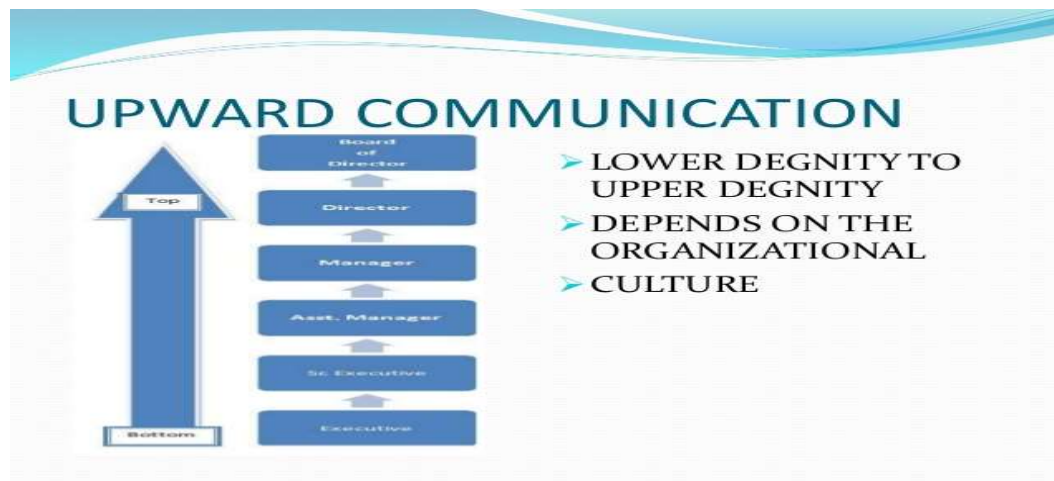 UPWARD COMMUNICATION
Board
of
Director
Top
Director
Manager
Asst. Manager
Sr. Executive
Executive
Bottom
LOWER DEGNITY TO
UPPER DEGNITY
DEPENDS ON THE
ORGANIZATIONAL
CULTURE